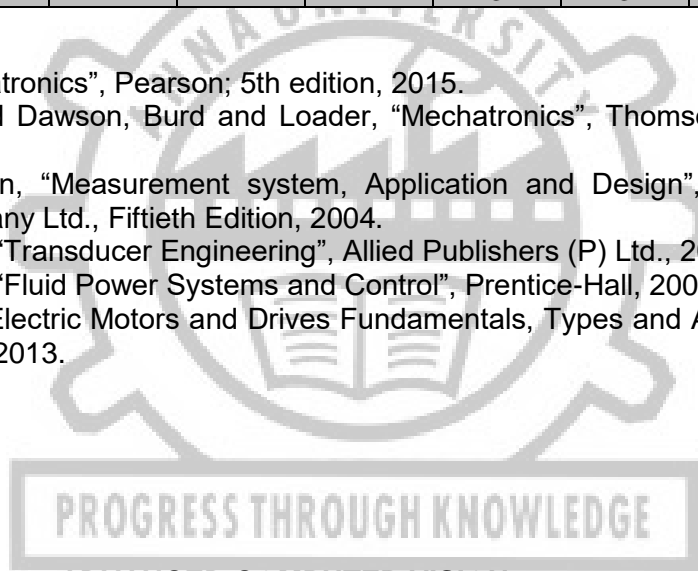 atronics”, Pearson; 5th edition, 2015.
Dawson, Burd and Loader, “Mechatronics”, Thomso
n, “Measurement system, Application and Design”,
any Ltd., Fiftieth Edition, 2004.
“Transducer Engineering”, Allied Publishers (P) Ltd., 2
“Fluid Power Systems and Control”, Prentice-Hall, 200
Electric Motors and Drives Fundamentals, Types and A
2013.
PROGRESS THROUGH KNOWLEDGE